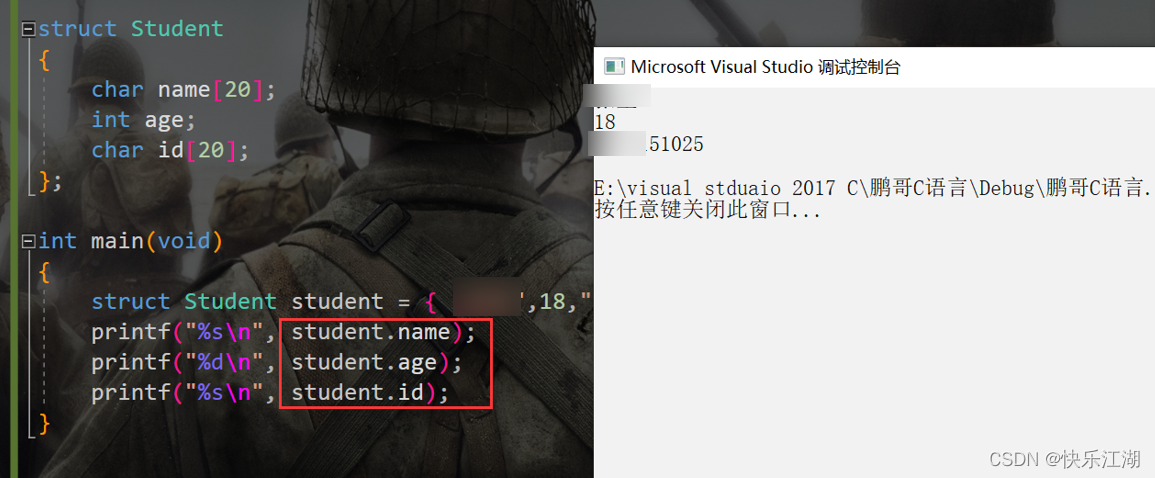 struct Student
{
char name[20];
int age;
char id[20];
};
int main(void)
{
struct Student student = { ",18,"
printf("%s\n", student.name);
printf("%d\n", student.age);
printf("%s\n", student.id);
}
Microsoft Visual Studio 调试控制台
18
51025
E:\visual stduaio 2017 C\鹏哥C语言\Debug\鹏哥C语言.
按任意键关闭此窗口...
CSDN @快乐江湖